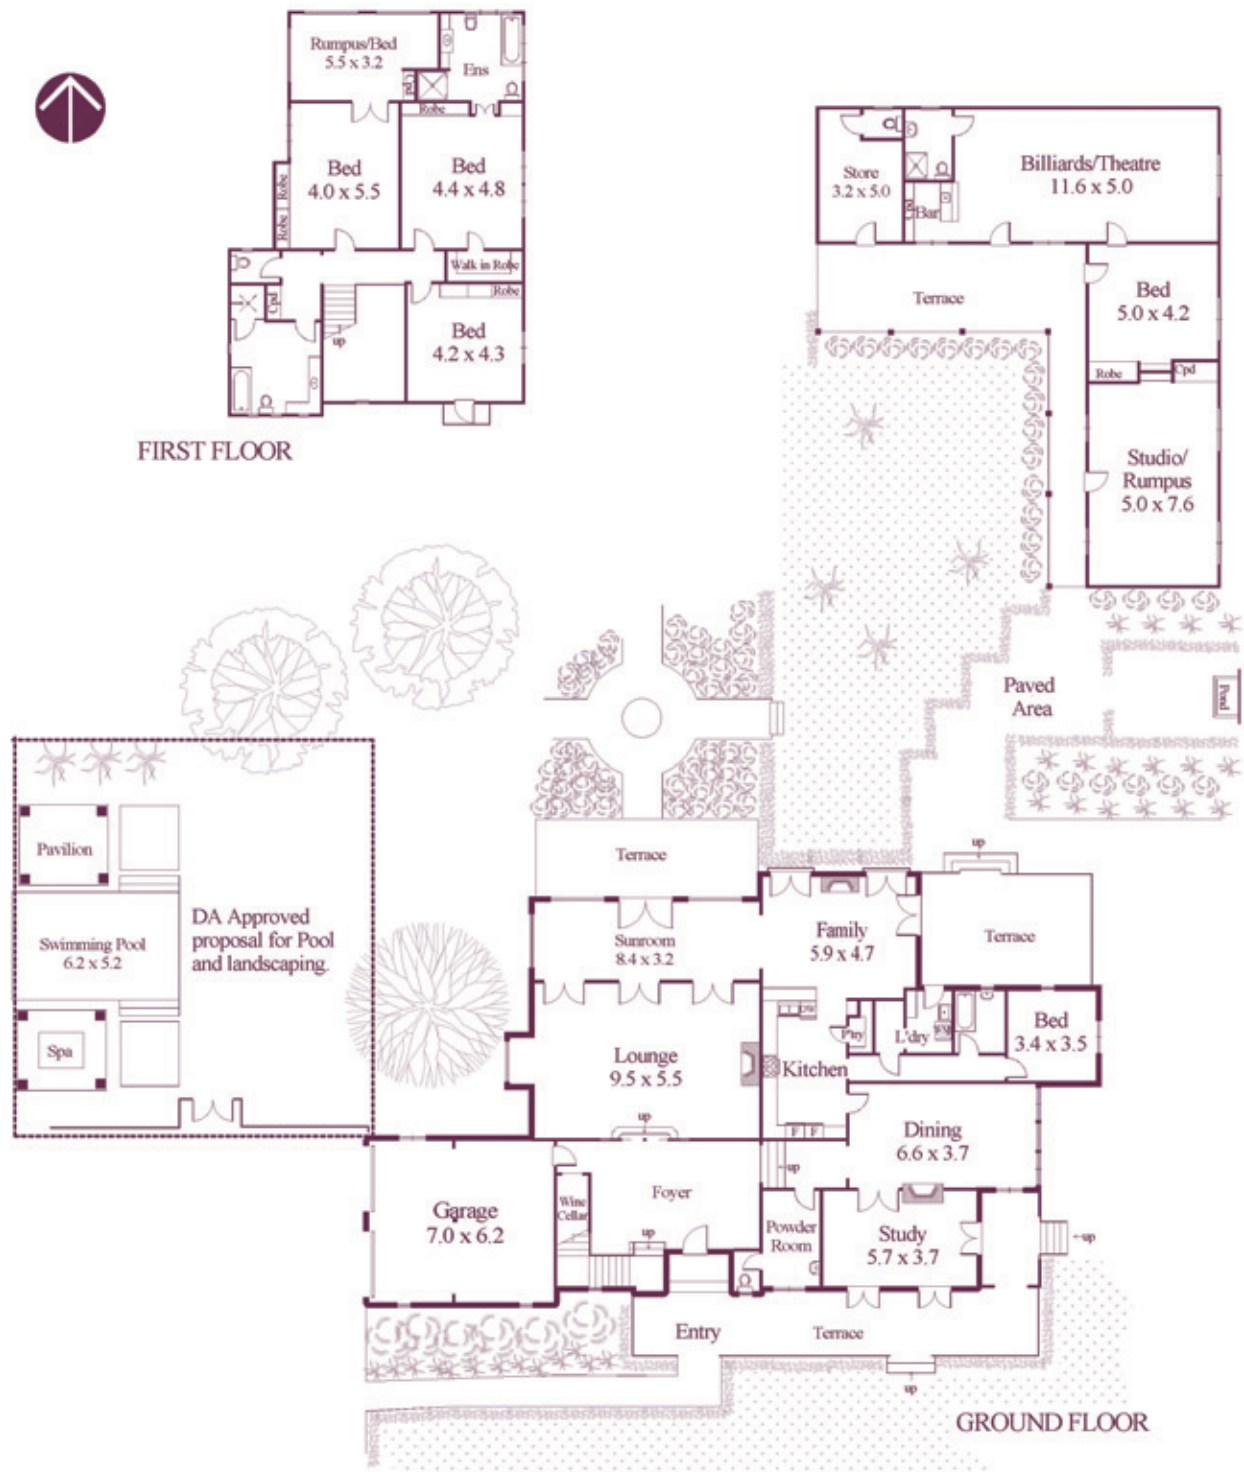 Rumpus/Bed
5.5 x 3.2
Cpd
Ens
Robe
Bed
4.0 x 5.5
Bed
4.4 x 4.8
Robe
Robe
Walk in Robe
Cpd
up
Robe
Bed
4.2 x 4.3
FIRST FLOOR
Store
3.2 x 5.0
Cpd
Bar
Billiards/Theatre
11.6 x 5.0
Terrace
Bed
5.0 x 4.2
Robe
Cpd
Studio/
Rumpus
5.0 x 7.6
Paved
Area
Pond
Pavilion
Swimming Pool
6.2 x 5.2
Spa
DA Approved
proposal for Pool
and landscaping.
Terrace
up
Sunroom
8.4 x 3.2
Family
5.9 x 4.7
Terrace
Lounge
9.5 x 5.5
up
Kitchen
DW
P'try
L'dry
WM
Bed
3.4 x 3.5
F F
Dining
6.6 x 3.7
up
Garage
7.0 x 6.2
Wine
Cellar
Foyer
up
Powder
Room
Study
5.7 x 3.7
up
Entry
Terrace
up
GROUND FLOOR